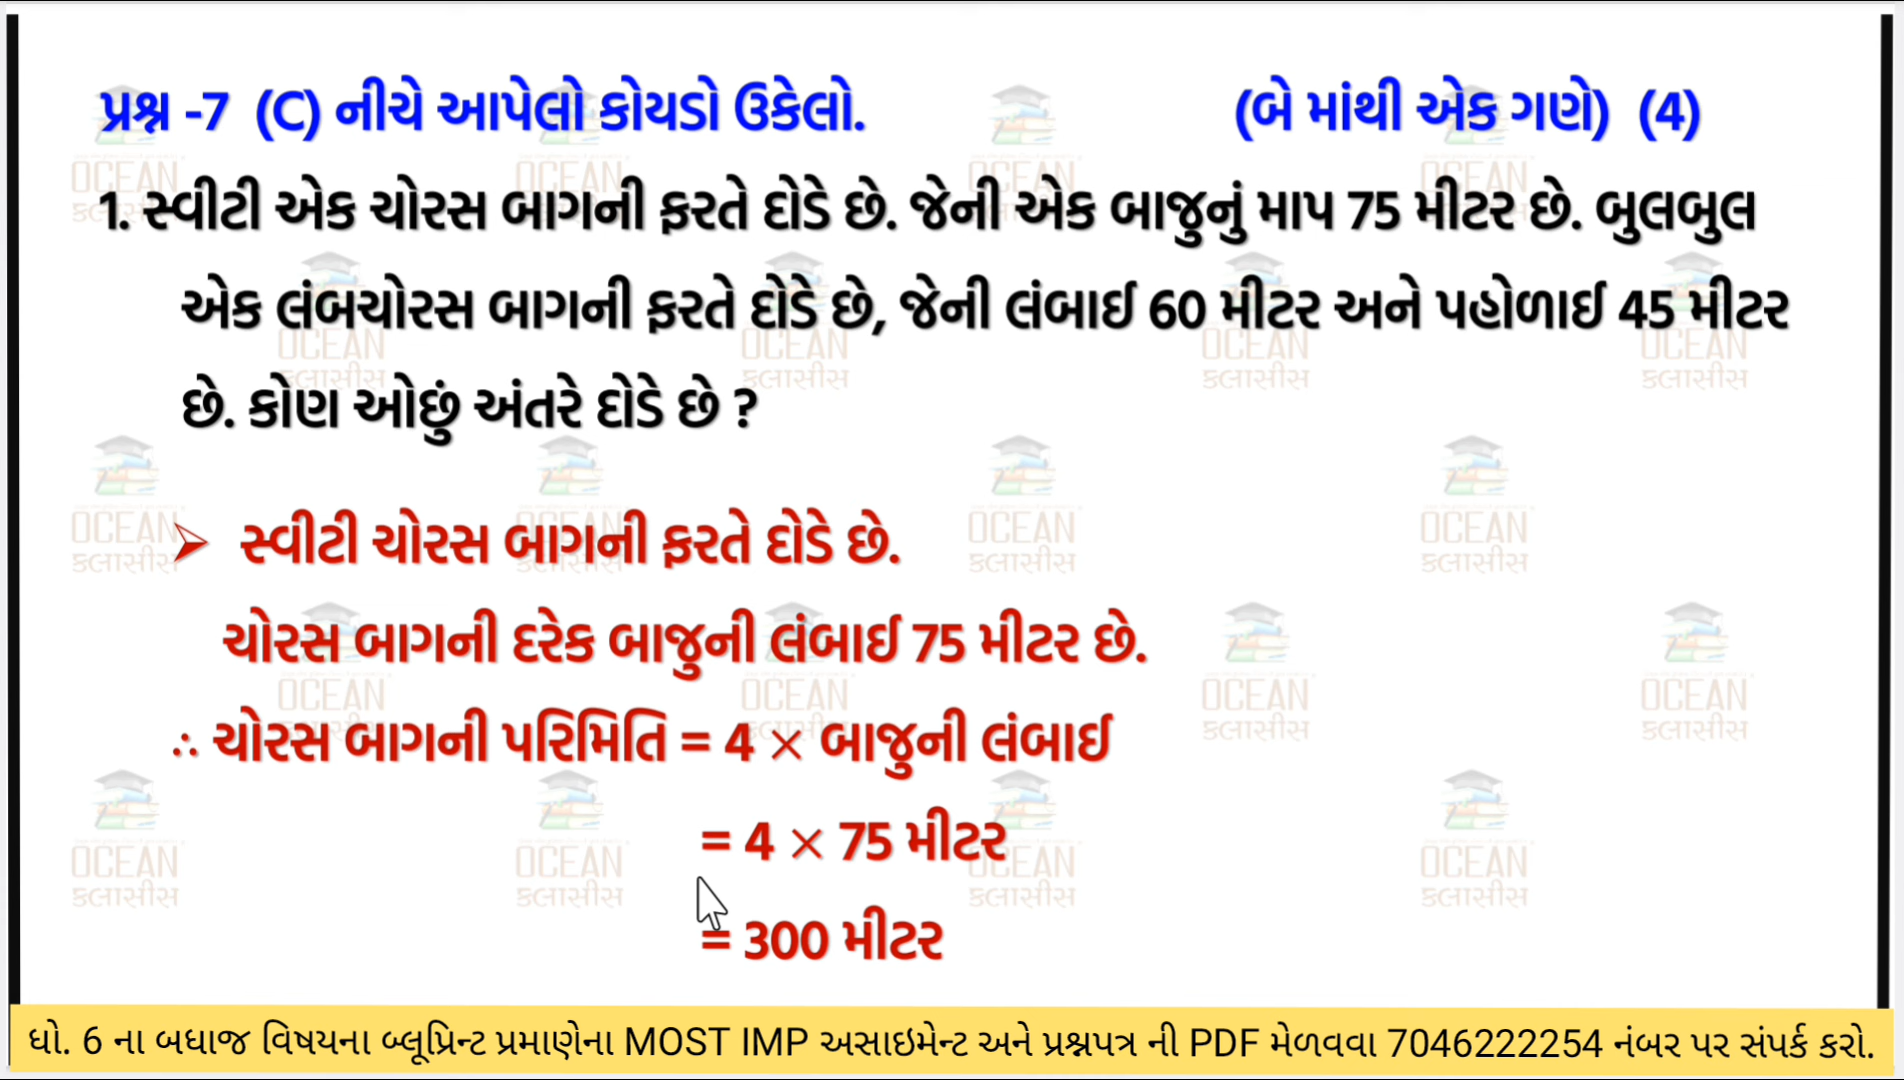 પ્રશ્ન -7 (C) નીચે આપેલો કોયડો ઉકેલો. (બે માંથી એક ગણે) (4)
1. સ્વીટી એક ચોરસ બાગની ફરતે દોડે છે. જેની એક બાજુનું માપ 75 મીટર છે. બુલબુલ
એક લંબચોરસ બાગની ફરતે દોડે છે, જેની લંબાઈ 60 મીટર અને પહોળાઈ 45 મીટર
છે. કોણ ઓછું અંતરે દોડે છે ?
➢ સ્વીટી ચોરસ બાગની ફરતે દોડે છે.
ચોરસ બાગની દરેક બાજુની લંબાઈ 75 મીટર છે.
∴ ચોરસ બાગની પરિમિતિ = 4 × બાજુની લંબાઈ
= 4 × 75 મીટર
= 300 મીટર
ધો. 6 ના બધાજ વિષયના બ્લૂપ્રિન્ટ પ્રમાણેના MOST IMP અસાઇમેન્ટ અને પ્રશ્નપત્ર ની PDF મેળવવા 7046222254 નંબર પર સંપર્ક કરો.
OCEAN
ક્લાસીસ